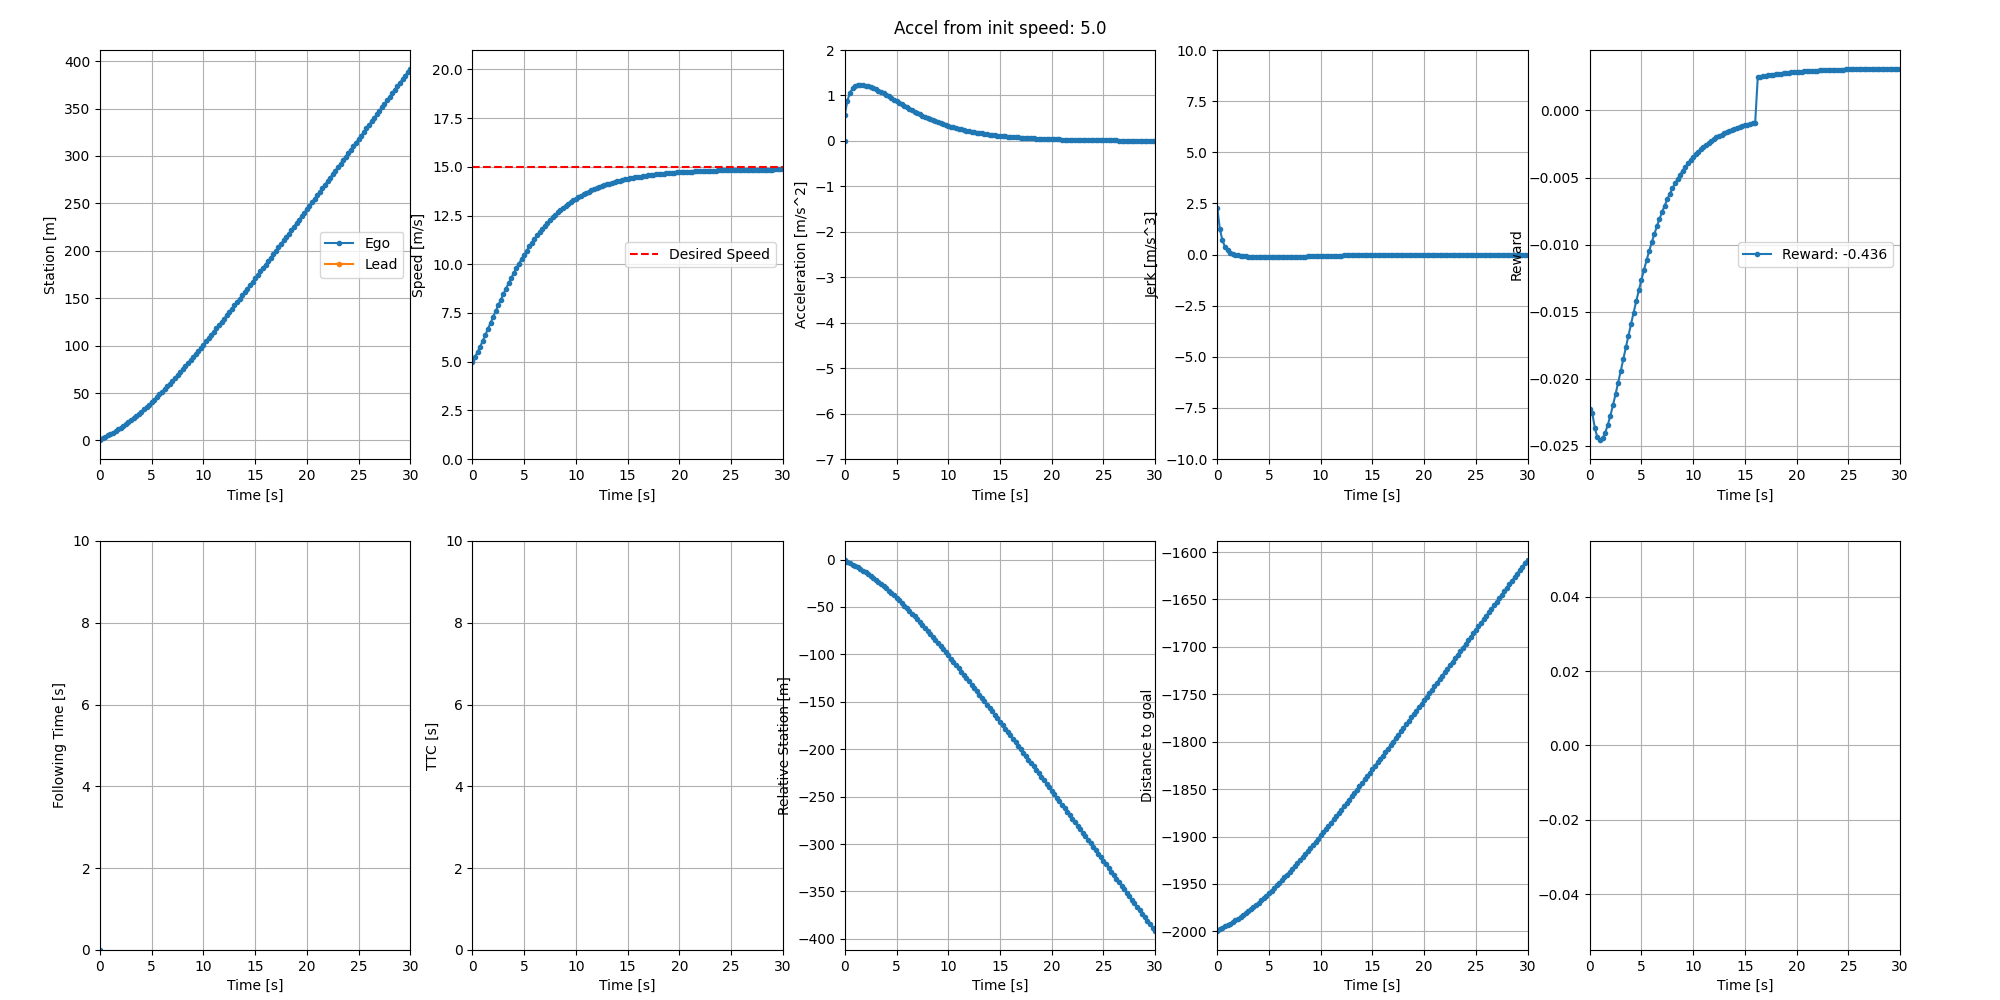 Accel from init speed: 5.0
Station [m]
400
350
300
250
200
150
100
50
0
Ego
Lead
0 5 10 15 20 25 30
Time [s]
Speed [m/s]
20.0
17.5
15.0
12.5
10.0
7.5
5.0
2.5
0.0
Desired Speed
0 5 10 15 20 25 30
Time [s]
Acceleration [m/s^2]
2
1
0
−1
−2
−3
−4
−5
−6
−7
0 5 10 15 20 25 30
Time [s]
Jerk [m/s^3]
10.0
7.5
5.0
2.5
0.0
−2.5
−5.0
−7.5
−10.0
0 5 10 15 20 25 30
Time [s]
Reward
0.000
−0.005
−0.010
−0.015
−0.020
−0.025
Reward: -0.436
0 5 10 15 20 25 30
Time [s]
Following Time [s]
10
8
6
4
2
0
0 5 10 15 20 25 30
Time [s]
TTC [s]
10
8
6
4
2
0
0 5 10 15 20 25 30
Time [s]
Relative Station [m]
0
−50
−100
−150
−200
−250
−300
−350
−400
0 5 10 15 20 25 30
Time [s]
Distance to goal
−1600
−1650
−1700
−1750
−1800
−1850
−1900
−1950
−2000
0 5 10 15 20 25 30
Time [s]
0.04
0.02
0.00
−0.02
−0.04
0 5 10 15 20 25 30
Time [s]